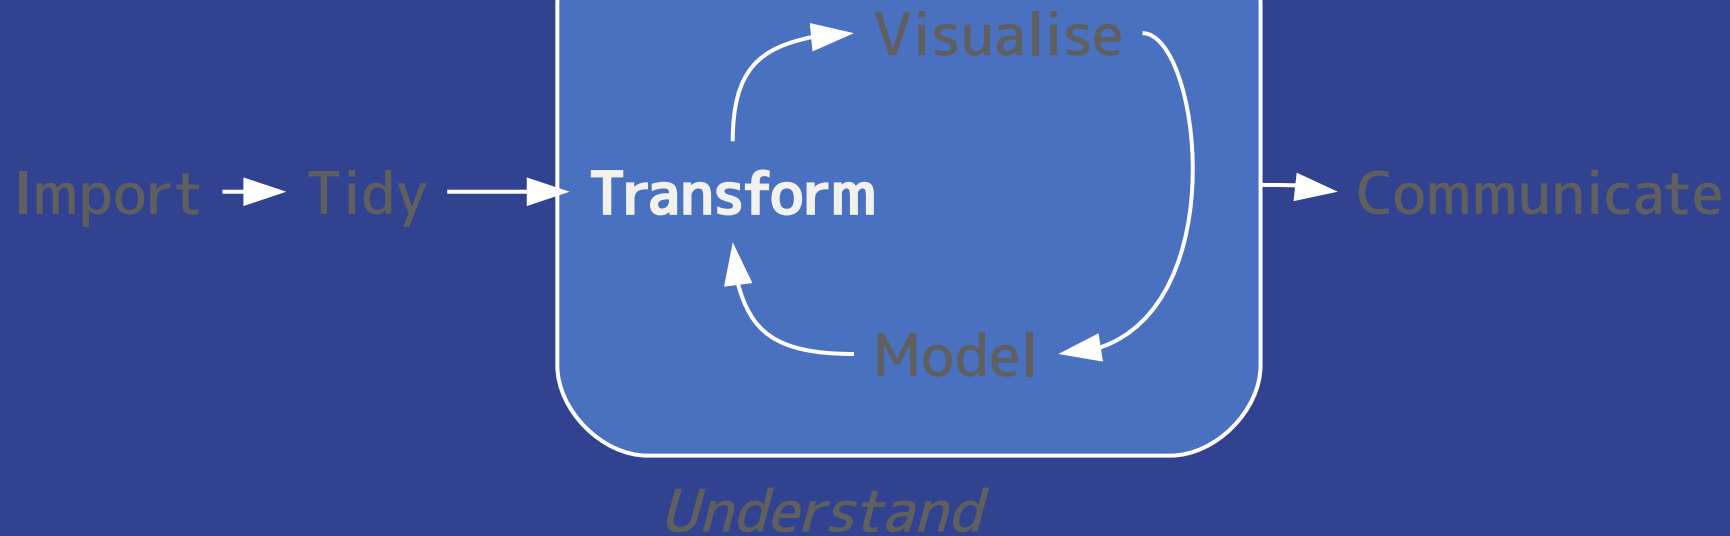 Visualise
Import
Tidy
Transform
Communicate
Model
Understand